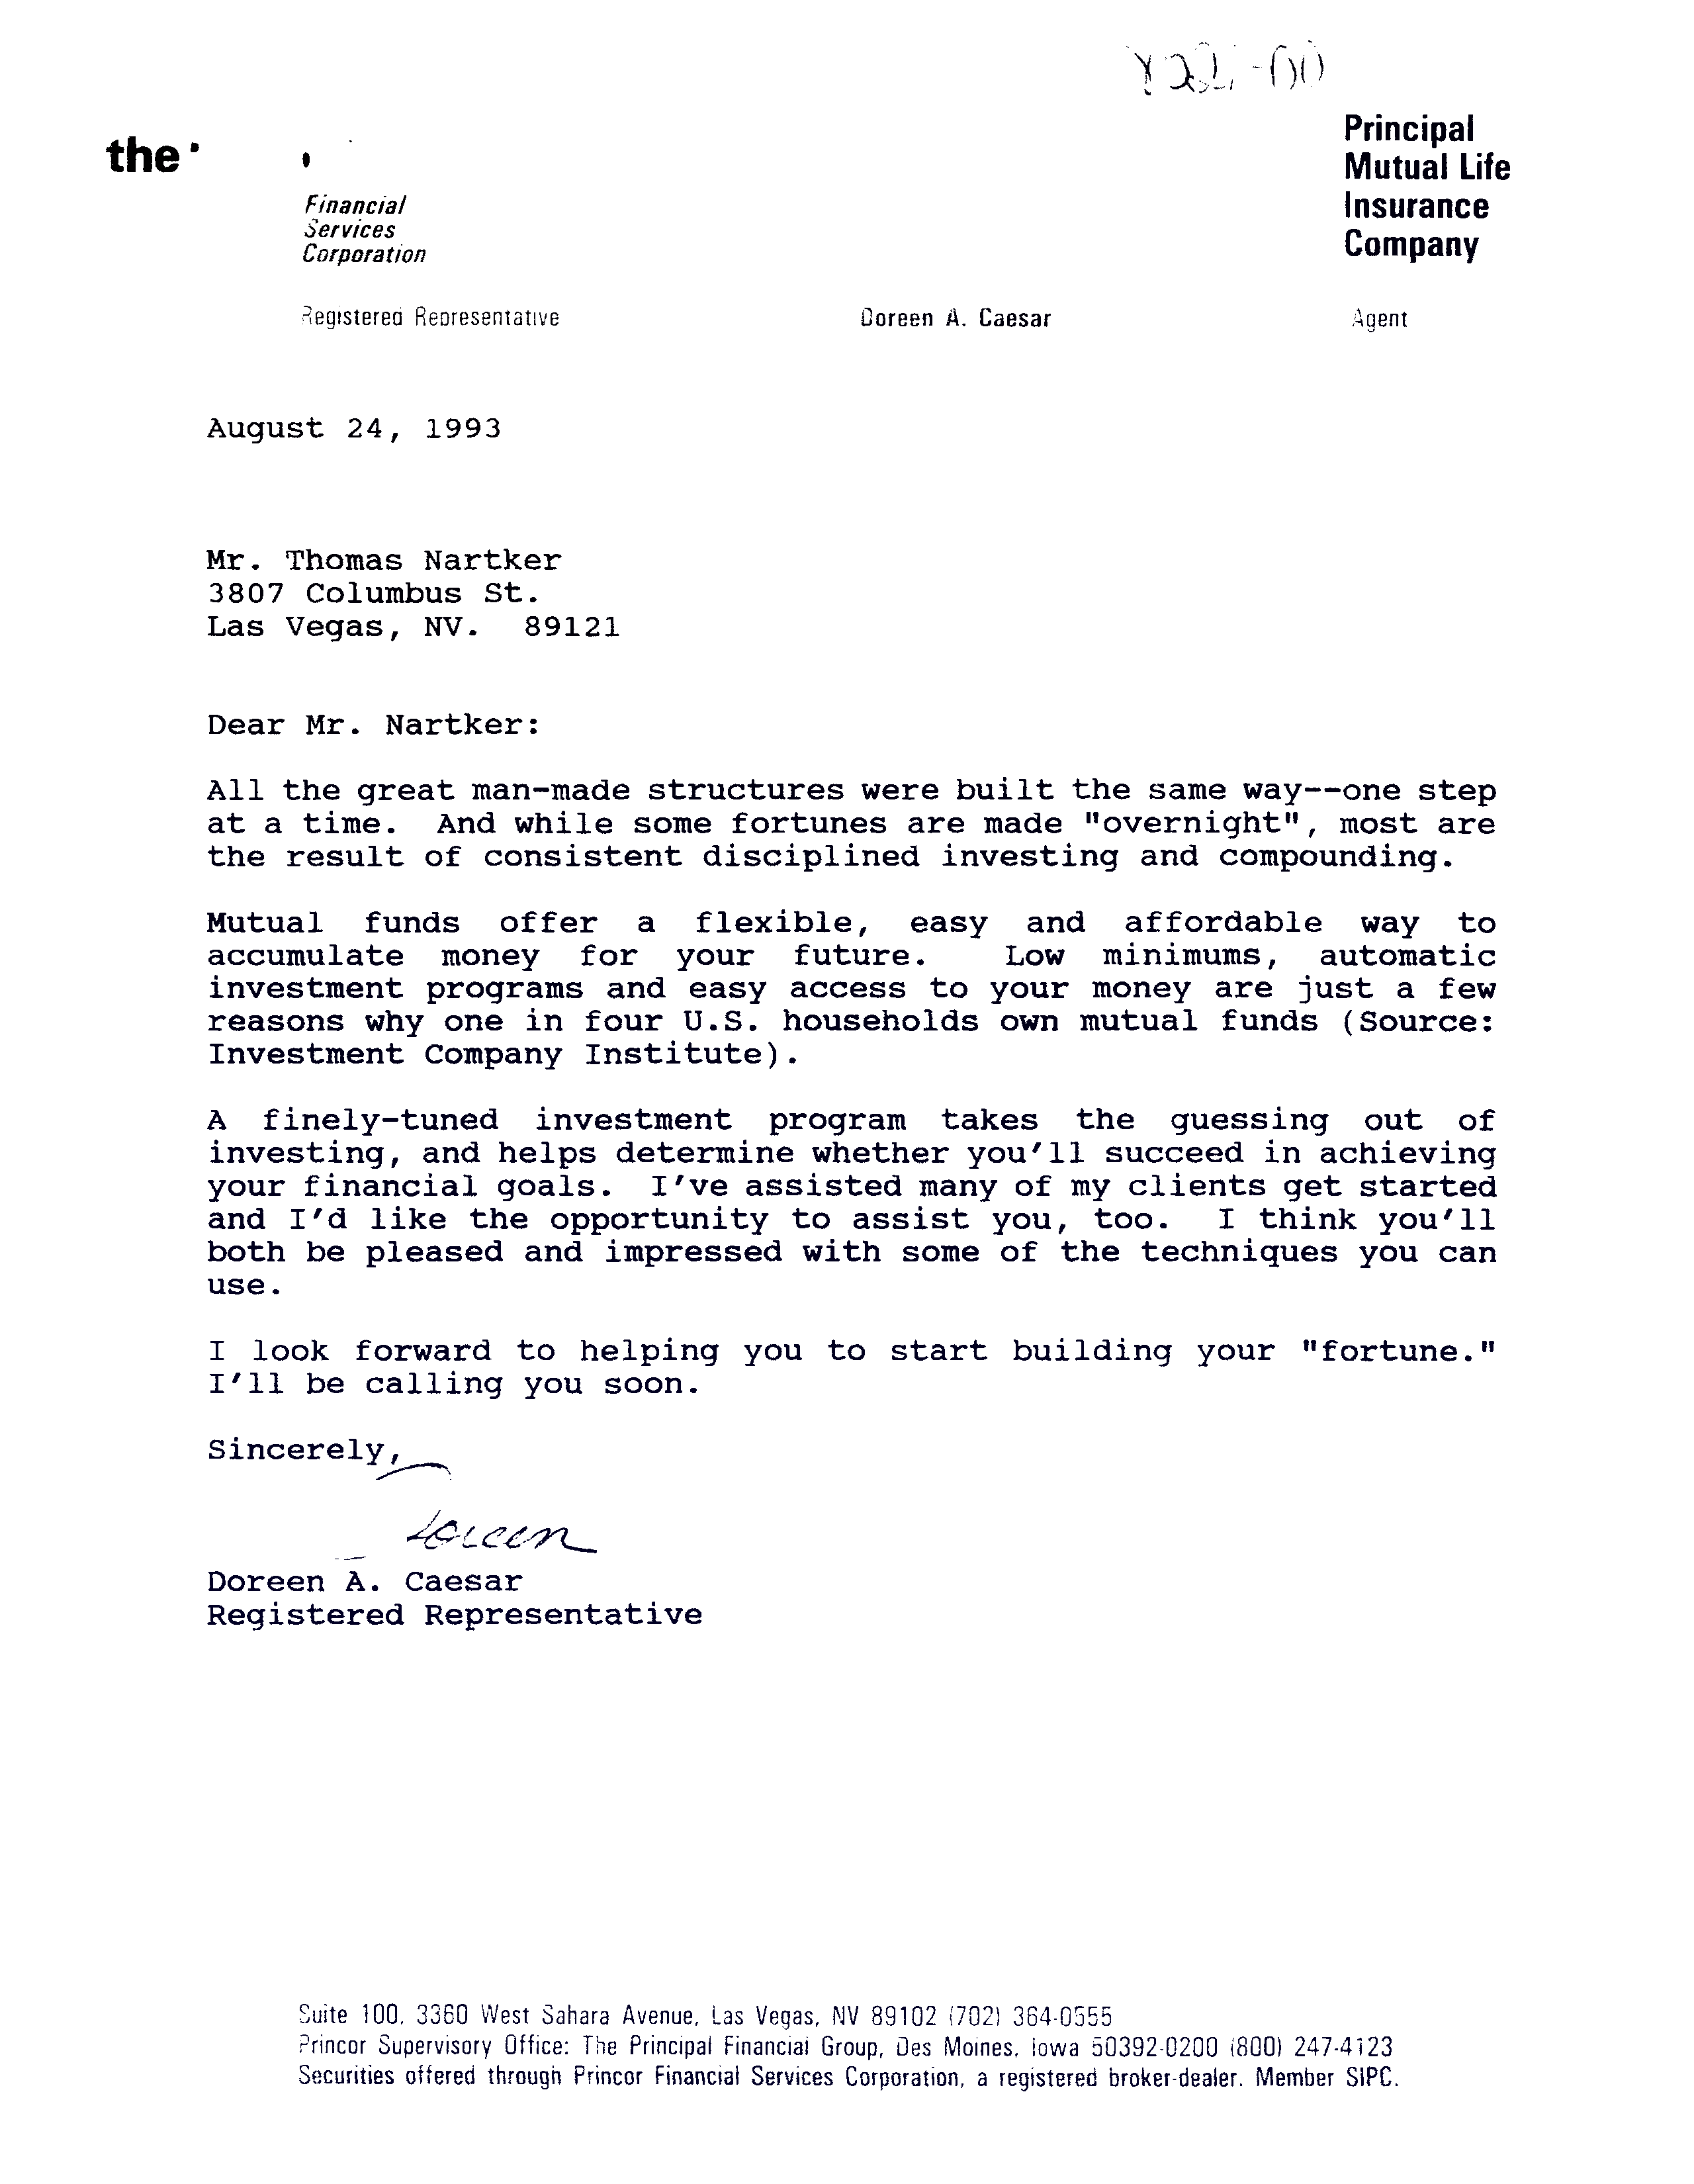 the
Principal
Mutual Life
Insurance
Company
Financial
Services
Corporation
Registered Representative Doreen A. Caesar Agent
August 24, 1993
Mr. Thomas Nartker
3807 Columbus St.
Las Vegas, NV. 89121
Dear Mr. Nartker:
All the great man-made structures were built the same way--one step
at a time. And while some fortunes are made "overnight", most are
the result of consistent disciplined investing and compounding.
Mutual funds offer a flexible, easy and affordable way to
accumulate money for your future. Low minimums, automatic
investment programs and easy access to your money are just a few
reasons why one in four U.S. households own mutual funds (Source:
Investment Company Institute).
A finely-tuned investment program takes the guessing out of
investing, and helps determine whether you'll succeed in achieving
your financial goals. I've assisted many of my clients get started
and I'd like the opportunity to assist you, too. I think you'll
both be pleased and impressed with some of the techniques you can
use.
I look forward to helping you to start building your "fortune."
I'll be calling you soon.
Sincerely,
Doreen
Doreen A. Caesar
Registered Representative
Suite 100, 3360 West Sahara Avenue, Las Vegas, NV 89102 (702) 364-0555
Princor Supervisory Office: The Principal Financial Group, Des Moines, Iowa 50392-0200 (800) 247-4123
Securities offered through Princor Financial Services Corporation, a registered broker-dealer. Member SIPC.